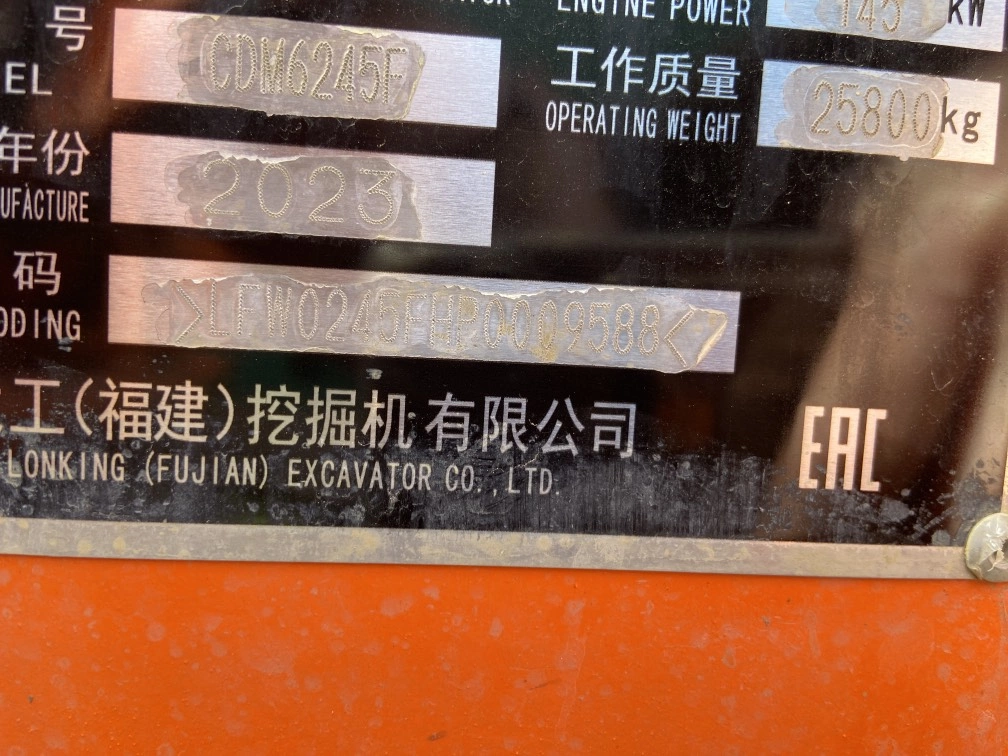 ENGINE POWER 145 kW
号 CDM6245F 工作质量 25800 kg
EL OPERATING WEIGHT
年份 2023
UFACTURE
码 >LFW0245FHP0009588<
ODING
工(福建)挖掘机有限公司
LONKING (FUJIAN) EXCAVATOR CO.,LTD.
EAC